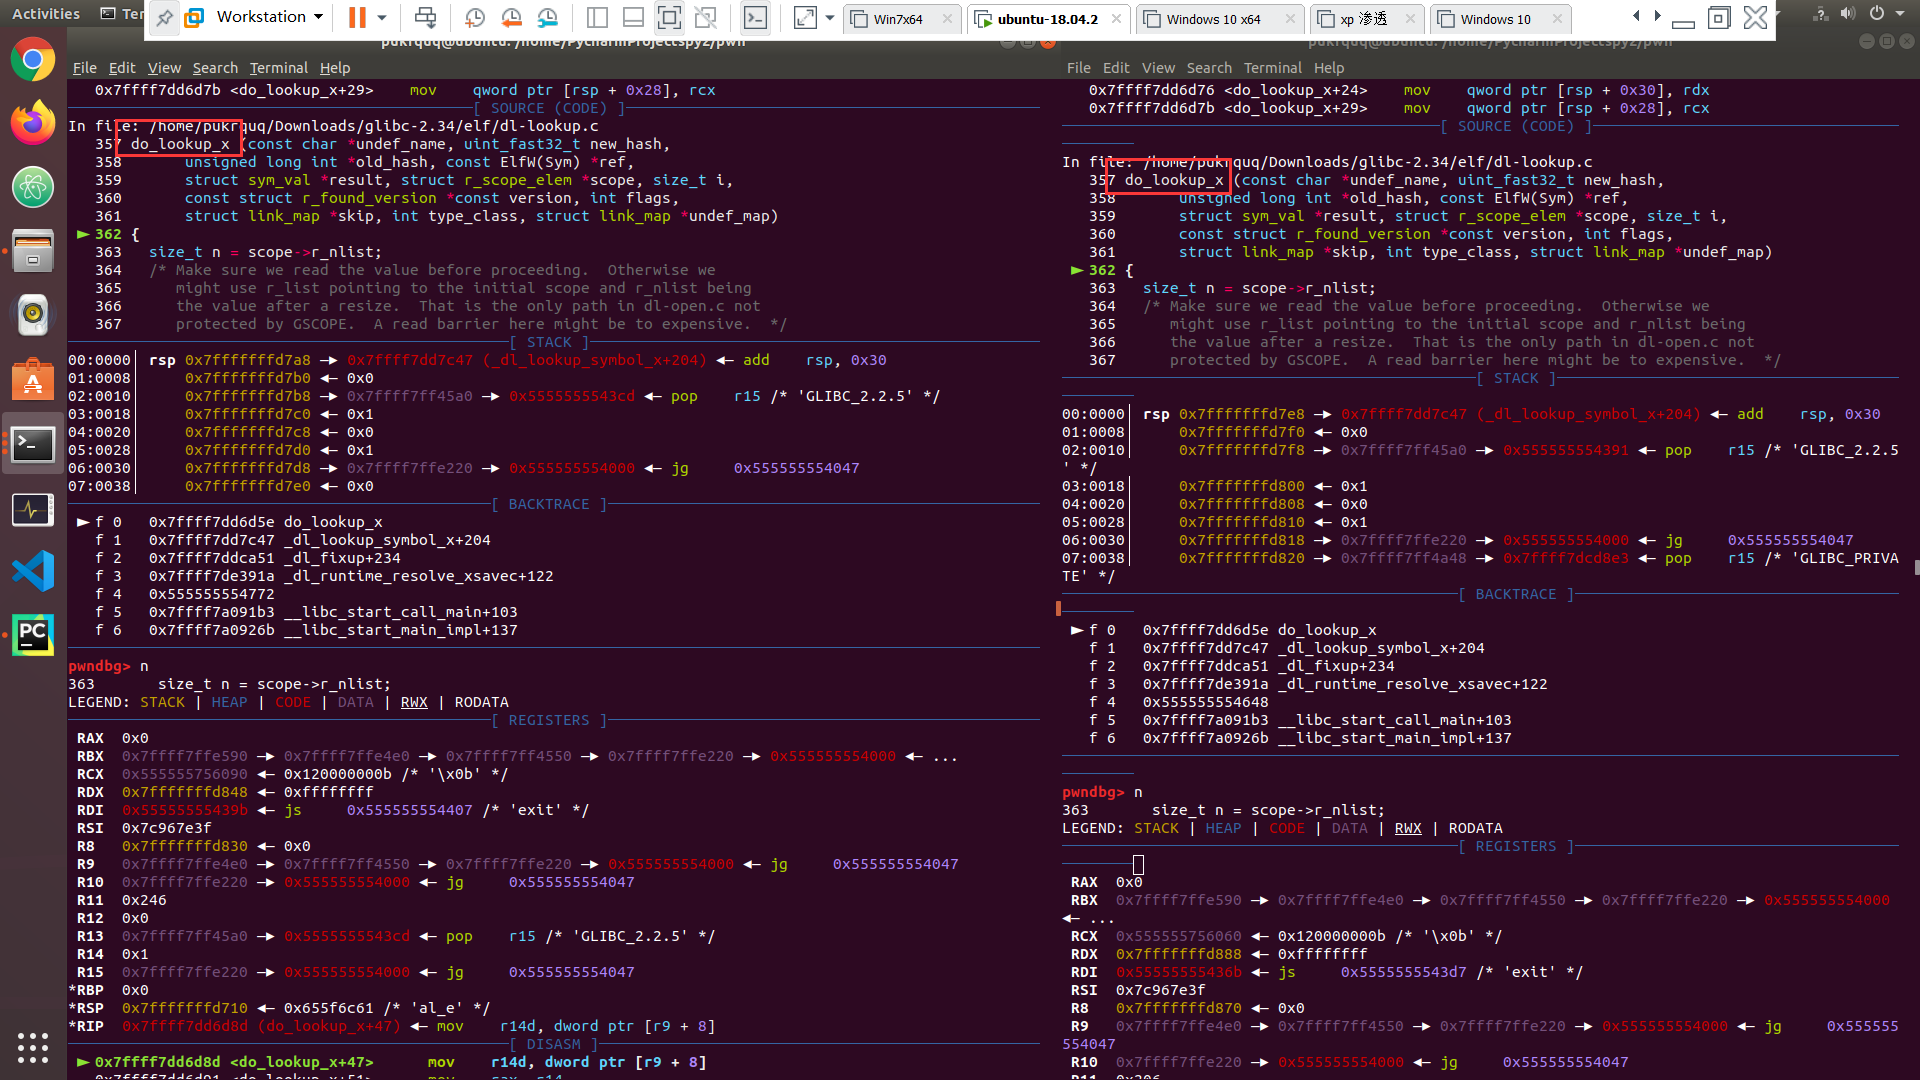 Activities
Ter
Workstation
Win7x64
ubuntu-18.04.2
Windows 10 x64
xp 渗透
Windows 10
pukrquq@ubuntu: /home/PycharmProjectspy2/pwn
File Edit View Search Terminal Help
0x7ffff7dd6d7b <do_lookup_x+29> mov qword ptr [rsp + 0x28], rcx
[ SOURCE (CODE) ]
In file: /home/pukrquq/Downloads/glibc-2.34/elf/dl-lookup.c
357 do_lookup_x (const char *undef_name, uint_fast32_t new_hash,
358 unsigned long int *old_hash, const ElfW(Sym) *ref,
359 struct sym_val *result, struct r_scope_elem *scope, size_t i,
360 const struct r_found_version *const version, int flags,
361 struct link_map *skip, int type_class, struct link_map *undef_map)
► 362 {
363 size_t n = scope->r_nlist;
364 /* Make sure we read the value before proceeding. Otherwise we
365 might use r_list pointing to the initial scope and r_nlist being
366 the value after a resize. That is the only path in dl-open.c not
367 protected by GSCOPE. A read barrier here might be to expensive. */
[ STACK ]
00:0000│ rsp 0x7fffffffd7a8 —▸ 0x7ffff7dd7c47 (_dl_lookup_symbol_x+204) ◂— add rsp, 0x30
01:0008│ 0x7fffffffd7b0 ◂— 0x0
02:0010│ 0x7fffffffd7b8 —▸ 0x7ffff7ff45a0 —▸ 0x5555555543cd ◂— pop r15 /* 'GLIBC_2.2.5' */
03:0018│ 0x7fffffffd7c0 ◂— 0x1
04:0020│ 0x7fffffffd7c8 ◂— 0x0
05:0028│ 0x7fffffffd7d0 ◂— 0x1
06:0030│ 0x7fffffffd7d8 —▸ 0x7ffff7ffe220 —▸ 0x555555554000 ◂— jg 0x555555554047
07:0038│ 0x7fffffffd7e0 ◂— 0x0
[ BACKTRACE ]
► f 0 0x7ffff7dd6d5e do_lookup_x
f 1 0x7ffff7dd7c47 _dl_lookup_symbol_x+204
f 2 0x7ffff7ddca51 _dl_fixup+234
f 3 0x7ffff7de391a _dl_runtime_resolve_xsavec+122
f 4 0x555555554772
f 5 0x7ffff7a091b3 __libc_start_call_main+103
f 6 0x7ffff7a0926b __libc_start_main_impl+137
pwndbg> n
363 size_t n = scope->r_nlist;
LEGEND: STACK | HEAP | CODE | DATA | RWX | RODATA
[ REGISTERS ]
RAX 0x0
RBX 0x7ffff7ffe590 —▸ 0x7ffff7ffe4e0 —▸ 0x7ffff7ff4550 —▸ 0x7ffff7ffe220 —▸ 0x555555554000 ◂— ...
RCX 0x555555756090 ◂— 0x120000000b /* '\x0b' */
RDX 0x7fffffffd848 ◂— 0xffffffff
RDI 0x55555555439b ◂— js 0x555555554407 /* 'exit' */
RSI 0x7c967e3f
R8 0x7fffffffd830 ◂— 0x0
R9 0x7ffff7ffe4e0 —▸ 0x7ffff7ff4550 —▸ 0x7ffff7ffe220 —▸ 0x555555554000 ◂— jg 0x555555554047
R10 0x7ffff7ffe220 —▸ 0x555555554000 ◂— jg 0x555555554047
R11 0x246
R12 0x0
R13 0x7ffff7ff45a0 —▸ 0x5555555543cd ◂— pop r15 /* 'GLIBC_2.2.5' */
R14 0x1
R15 0x7ffff7ffe220 —▸ 0x555555554000 ◂— jg 0x555555554047
*RBP 0x0
*RSP 0x7fffffffd710 ◂— 0x655f6c61 /* 'al_e' */
*RIP 0x7ffff7dd6d8d (do_lookup_x+47) ◂— mov r14d, dword ptr [r9 + 8]
[ DISASM ]
► 0x7ffff7dd6d8d <do_lookup_x+47> mov r14d, dword ptr [r9 + 8]
0x7ffff7dd6d91 <do_lookup_x+51> mov rax, r14
pukrquq@ubuntu: /home/PycharmProjectspy2/pwn
File Edit View Search Terminal Help
0x7ffff7dd6d76 <do_lookup_x+24> mov qword ptr [rsp + 0x30], rdx
0x7ffff7dd6d7b <do_lookup_x+29> mov qword ptr [rsp + 0x28], rcx
[ SOURCE (CODE) ]
In file: /home/pukrquq/Downloads/glibc-2.34/elf/dl-lookup.c
357 do_lookup_x (const char *undef_name, uint_fast32_t new_hash,
358 unsigned long int *old_hash, const ElfW(Sym) *ref,
359 struct sym_val *result, struct r_scope_elem *scope, size_t i,
360 const struct r_found_version *const version, int flags,
361 struct link_map *skip, int type_class, struct link_map *undef_map)
► 362 {
363 size_t n = scope->r_nlist;
364 /* Make sure we read the value before proceeding. Otherwise we
365 might use r_list pointing to the initial scope and r_nlist being
366 the value after a resize. That is the only path in dl-open.c not
367 protected by GSCOPE. A read barrier here might be to expensive. */
[ STACK ]
00:0000│ rsp 0x7fffffffd7e8 —▸ 0x7ffff7dd7c47 (_dl_lookup_symbol_x+204) ◂— add rsp, 0x30
01:0008│ 0x7fffffffd7f0 ◂— 0x0
02:0010│ 0x7fffffffd7f8 —▸ 0x7ffff7ff45a0 —▸ 0x555555554391 ◂— pop r15 /* 'GLIBC_2.2.5
' */
03:0018│ 0x7fffffffd800 ◂— 0x1
04:0020│ 0x7fffffffd808 ◂— 0x0
05:0028│ 0x7fffffffd810 ◂— 0x1
06:0030│ 0x7fffffffd818 —▸ 0x7ffff7ffe220 —▸ 0x555555554000 ◂— jg 0x555555554047
07:0038│ 0x7fffffffd820 —▸ 0x7ffff7ff4a48 —▸ 0x7ffff7dcd8e3 ◂— pop r15 /* 'GLIBC_PRIVA
TE' */
[ BACKTRACE ]
► f 0 0x7ffff7dd6d5e do_lookup_x
f 1 0x7ffff7dd7c47 _dl_lookup_symbol_x+204
f 2 0x7ffff7ddca51 _dl_fixup+234
f 3 0x7ffff7de391a _dl_runtime_resolve_xsavec+122
f 4 0x555555554648
f 5 0x7ffff7a091b3 __libc_start_call_main+103
f 6 0x7ffff7a0926b __libc_start_main_impl+137
pwndbg> n
363 size_t n = scope->r_nlist;
LEGEND: STACK | HEAP | CODE | DATA | RWX | RODATA
[ REGISTERS ]
RAX 0x0
RBX 0x7ffff7ffe590 —▸ 0x7ffff7ffe4e0 —▸ 0x7ffff7ff4550 —▸ 0x7ffff7ffe220 —▸ 0x555555554000
◂— ...
RCX 0x555555756060 ◂— 0x120000000b /* '\x0b' */
RDX 0x7fffffffd888 ◂— 0xffffffff
RDI 0x55555555436b ◂— js 0x5555555543d7 /* 'exit' */
RSI 0x7c967e3f
R8 0x7fffffffd870 ◂— 0x0
R9 0x7ffff7ffe4e0 —▸ 0x7ffff7ff4550 —▸ 0x7ffff7ffe220 —▸ 0x555555554000 ◂— jg 0x555555
554047
R10 0x7ffff7ffe220 —▸ 0x555555554000 ◂— jg 0x555555554047
R11 0x206